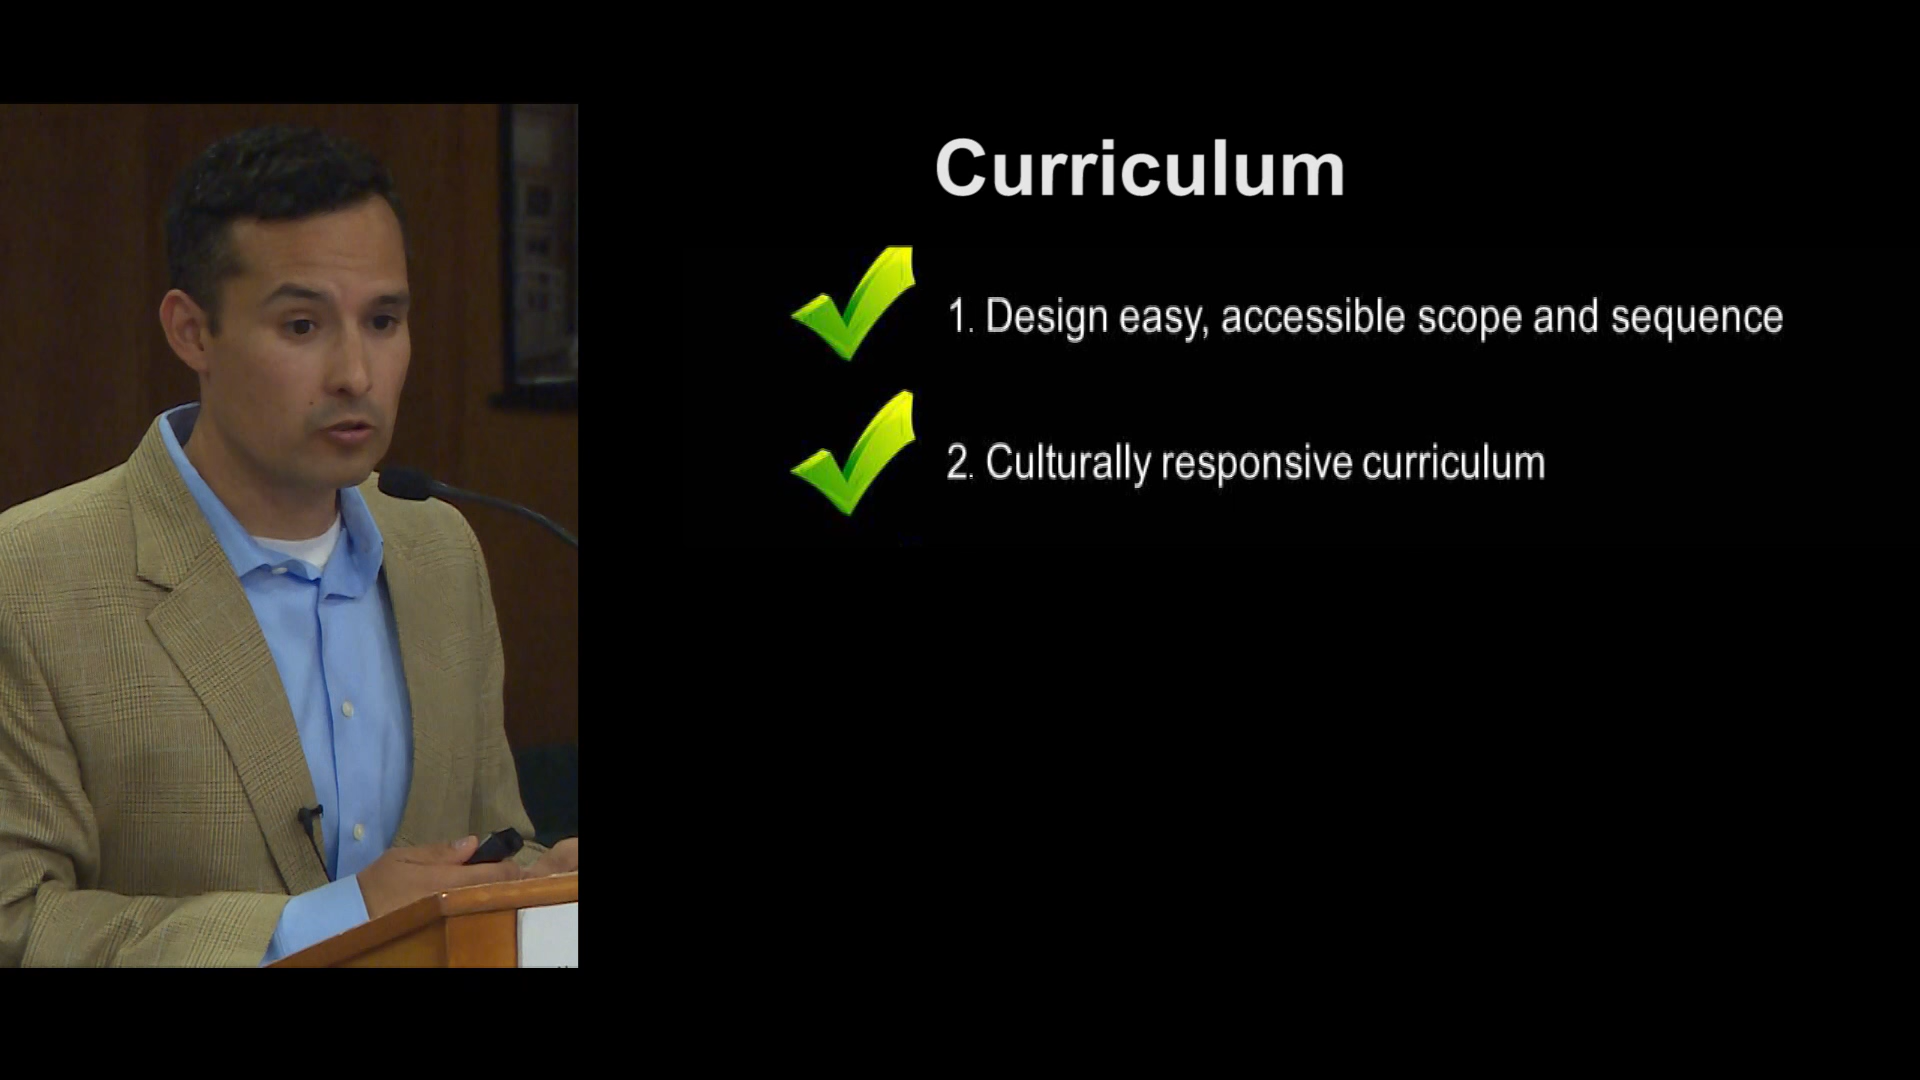 Curriculum
1. Design easy, accessible scope and sequence
2. Culturally responsive curriculum